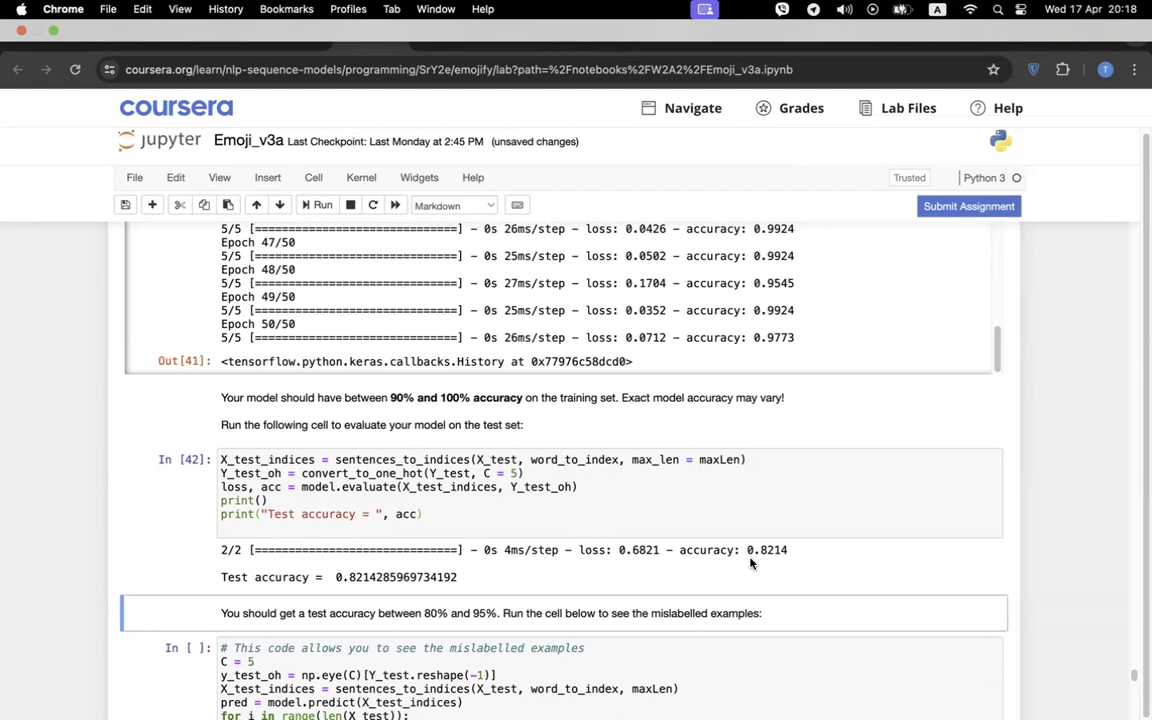 Chrome File Edit View History Bookmarks Profiles Tab Window Help A Wed 17 Apr 20:18
coursera.org/learn/nlp-sequence-models/programming/SrY2e/emojify/lab?path=%2Fnotebooks%2FW2A2%2FEmoji_v3a.ipynb T
coursera Navigate Grades Lab Files Help
jupyter Emoji_v3a Last Checkpoint: Last Monday at 2:45 PM (unsaved changes)
File Edit View Insert Cell Kernel Widgets Help Trusted Python 3
Run Markdown Submit Assignment
5/5 [==============================] - 0s 26ms/step - loss: 0.0426 - accuracy: 0.9924
Epoch 47/50
5/5 [==============================] - 0s 25ms/step - loss: 0.0502 - accuracy: 0.9924
Epoch 48/50
5/5 [==============================] - 0s 27ms/step - loss: 0.1704 - accuracy: 0.9545
Epoch 49/50
5/5 [==============================] - 0s 25ms/step - loss: 0.0352 - accuracy: 0.9924
Epoch 50/50
5/5 [==============================] - 0s 26ms/step - loss: 0.0712 - accuracy: 0.9773
Out[41]: <tensorflow.python.keras.callbacks.History at 0x77976c58dcd0>
Your model should have between 90% and 100% accuracy on the training set. Exact model accuracy may vary!
Run the following cell to evaluate your model on the test set:
In [42]: X_test_indices = sentences_to_indices(X_test, word_to_index, max_len = maxLen)
Y_test_oh = convert_to_one_hot(Y_test, C = 5)
loss, acc = model.evaluate(X_test_indices, Y_test_oh)
print()
print("Test accuracy = ", acc)
2/2 [==============================] - 0s 4ms/step - loss: 0.6821 - accuracy: 0.8214
Test accuracy =  0.8214285969734192
You should get a test accuracy between 80% and 95%. Run the cell below to see the mislabelled examples:
In [ ]: # This code allows you to see the mislabelled examples
C = 5
y_test_oh = np.eye(C)[Y_test.reshape(-1)]
X_test_indices = sentences_to_indices(X_test, word_to_index, maxLen)
pred = model.predict(X_test_indices)
for i in range(len(X_test)):